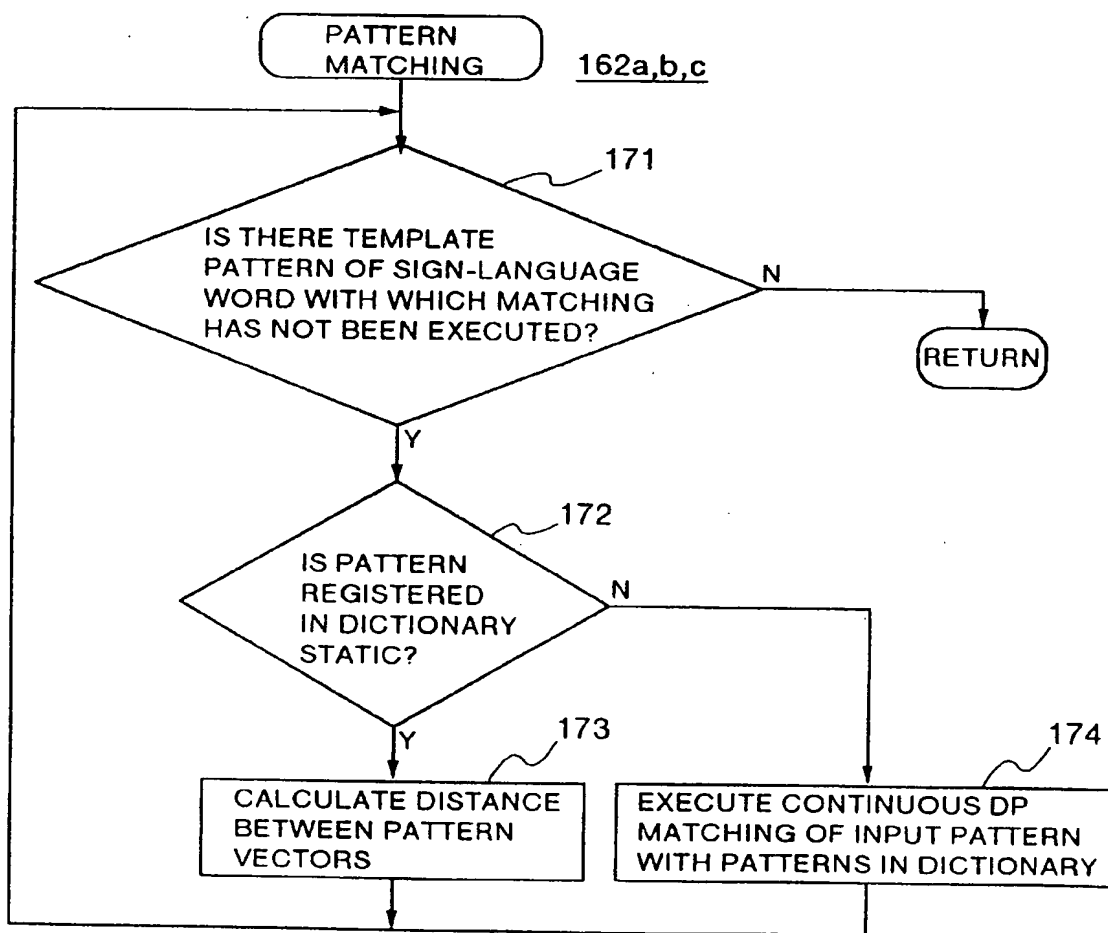 PATTERN
MATCHING
162a,b,c
171
IS THERE TEMPLATE
PATTERN OF SIGN-LANGUAGE
WORD WITH WHICH MATCHING
HAS NOT BEEN EXECUTED?
N
RETURN
Y
172
IS PATTERN
REGISTERED
IN DICTIONARY
STATIC?
N
Y
173
CALCULATE DISTANCE
BETWEEN PATTERN
VECTORS
174
EXECUTE CONTINUOUS DP
MATCHING OF INPUT PATTERN
WITH PATTERNS IN DICTIONARY